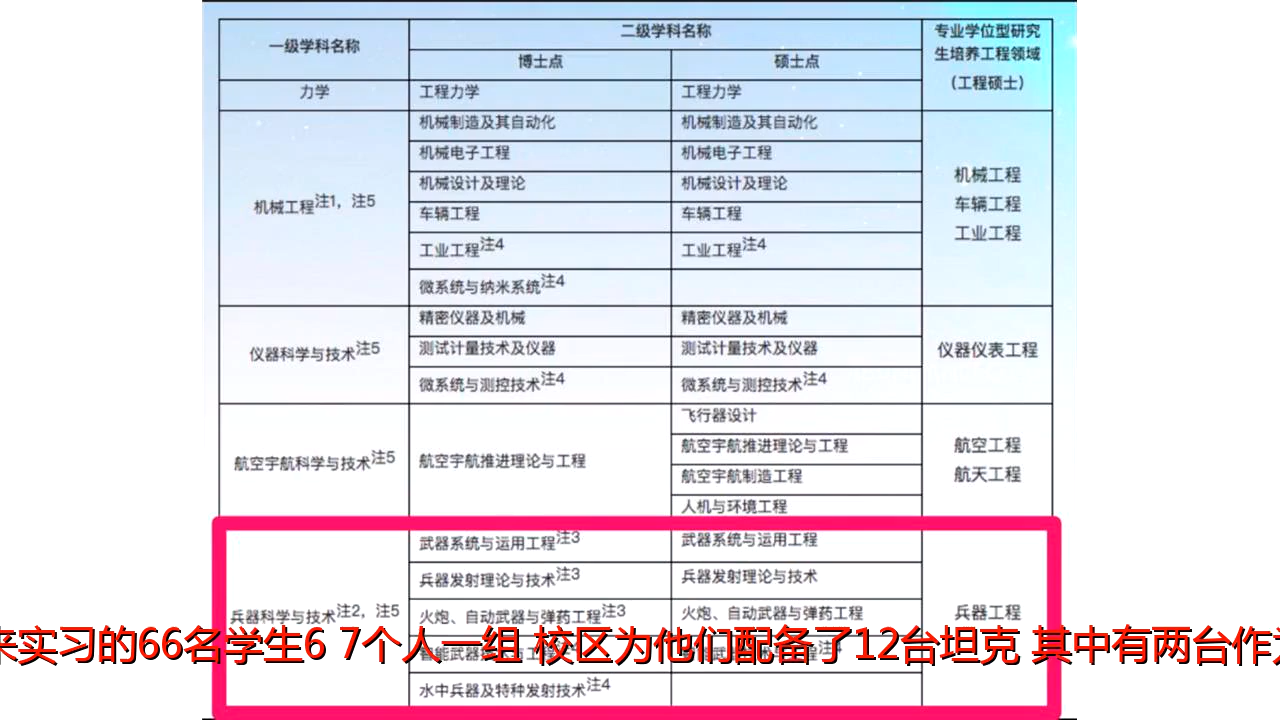 一级学科名称
二级学科名称
专业学位型研究
生培养工程领域
(工程硕士)
博士点
硕士点
力学
工程力学
工程力学
机械工程注1，注5
机械制造及其自动化
机械制造及其自动化
机械电子工程
机械电子工程
机械设计及理论
机械设计及理论
车辆工程
车辆工程
工业工程注4
工业工程注4
微系统与纳米系统注4
机械工程
车辆工程
工业工程
仪器科学与技术注5
精密仪器及机械
精密仪器及机械
测试计量技术及仪器
测试计量技术及仪器
微系统与测控技术注4
微系统与测控技术注4
仪器仪表工程
航空宇航科学与技术注5
航空宇航推进理论与工程
飞行器设计
航空宇航推进理论与工程
航空宇航制造工程
人机与环境工程
航空工程
航天工程
兵器科学与技术注2，注5
武器系统与运用工程注3
武器系统与运用工程
兵器发射理论与技术注3
兵器发射理论与技术
火炮、自动武器与弹药工程注3
火炮、自动武器与弹药工程
兵器工程
来实习的66名学生6 7个人一组 校区为他们配备了12台坦克 其中有两台作为
水中兵器及特种发射技术注4